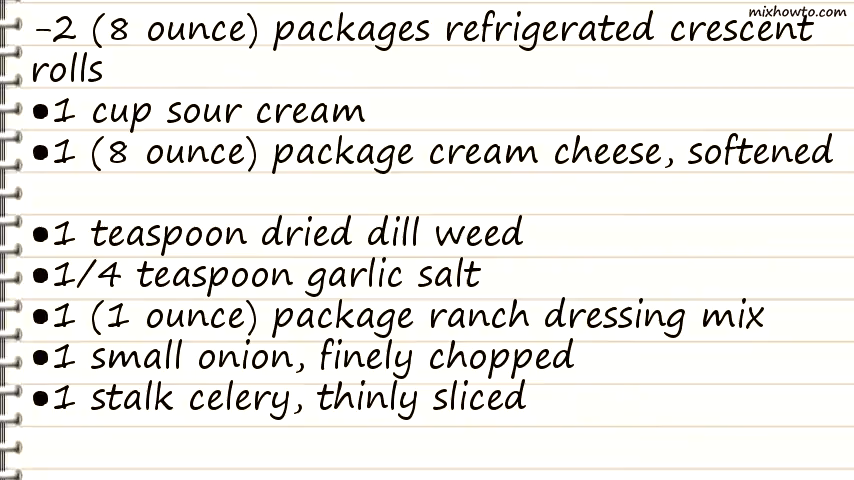 mixhowto.com
-2 (8 ounce) packages refrigerated crescent
rolls
●1 cup sour cream
●1 (8 ounce) package cream cheese, softened
●1 teaspoon dried dill weed
●1/4 teaspoon garlic salt
●1 (1 ounce) package ranch dressing mix
●1 small onion, finely chopped
●1 stalk celery, thinly sliced